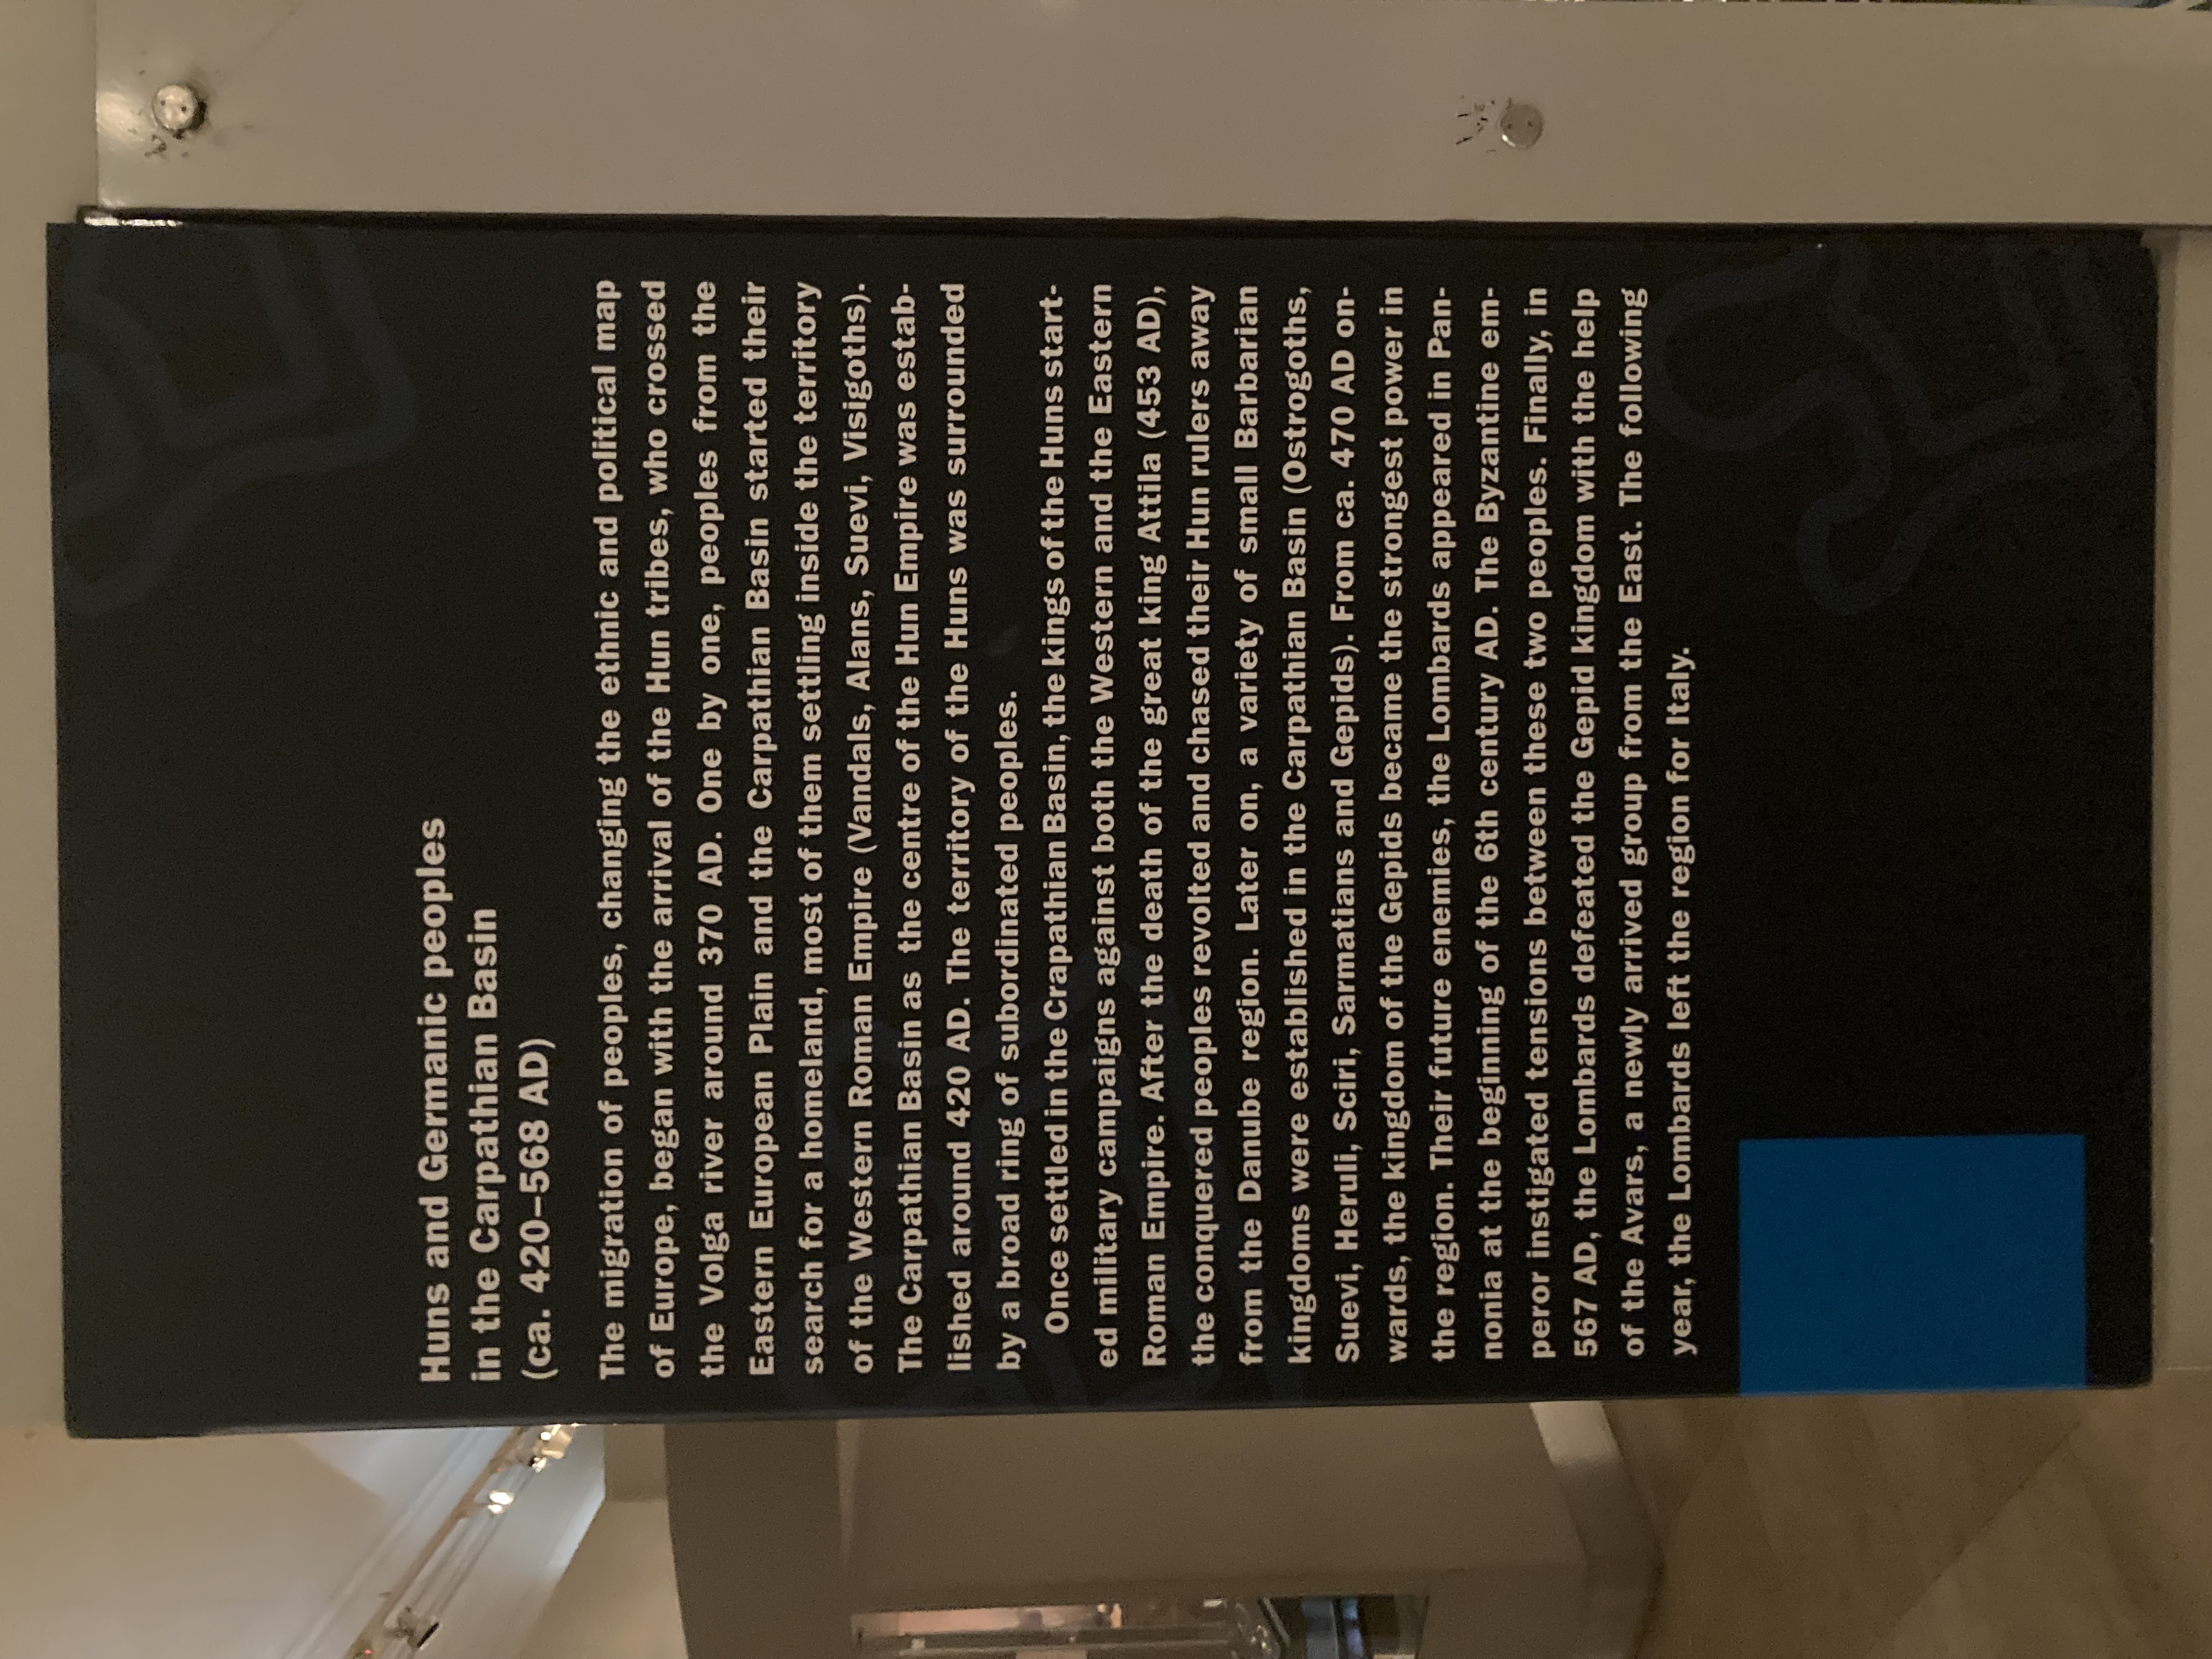 Huns and Germanic peoples
in the Carpathian Basin
(ca. 420–568 AD)
The migration of peoples, changing the ethnic and political map
of Europe, began with the arrival of the Hun tribes, who crossed
the Volga river around 370 AD. One by one, peoples from the
Eastern European Plain and the Carpathian Basin started their
search for a homeland, most of them settling inside the territory
of the Western Roman Empire (Vandals, Alans, Suevi, Visigoths).
The Carpathian Basin as the centre of the Hun Empire was estab-
lished around 420 AD. The territory of the Huns was surrounded
by a broad ring of subordinated peoples.
Once settled in the Crapathian Basin, the kings of the Huns start-
ed military campaigns against both the Western and the Eastern
Roman Empire. After the death of the great king Attila (453 AD),
the conquered peoples revolted and chased their Hun rulers away
from the Danube region. Later on, a variety of small Barbarian
kingdoms were established in the Carpathian Basin (Ostrogoths,
Suevi, Heruli, Sciri, Sarmatians and Gepids). From ca. 470 AD on-
wards, the kingdom of the Gepids became the strongest power in
the region. Their future enemies, the Lombards appeared in Pan-
nonia at the beginning of the 6th century AD. The Byzantine em-
peror instigated tensions between these two peoples. Finally, in
567 AD, the Lombards defeated the Gepid kingdom with the help
of the Avars, a newly arrived group from the East. The following
year, the Lombards left the region for Italy.